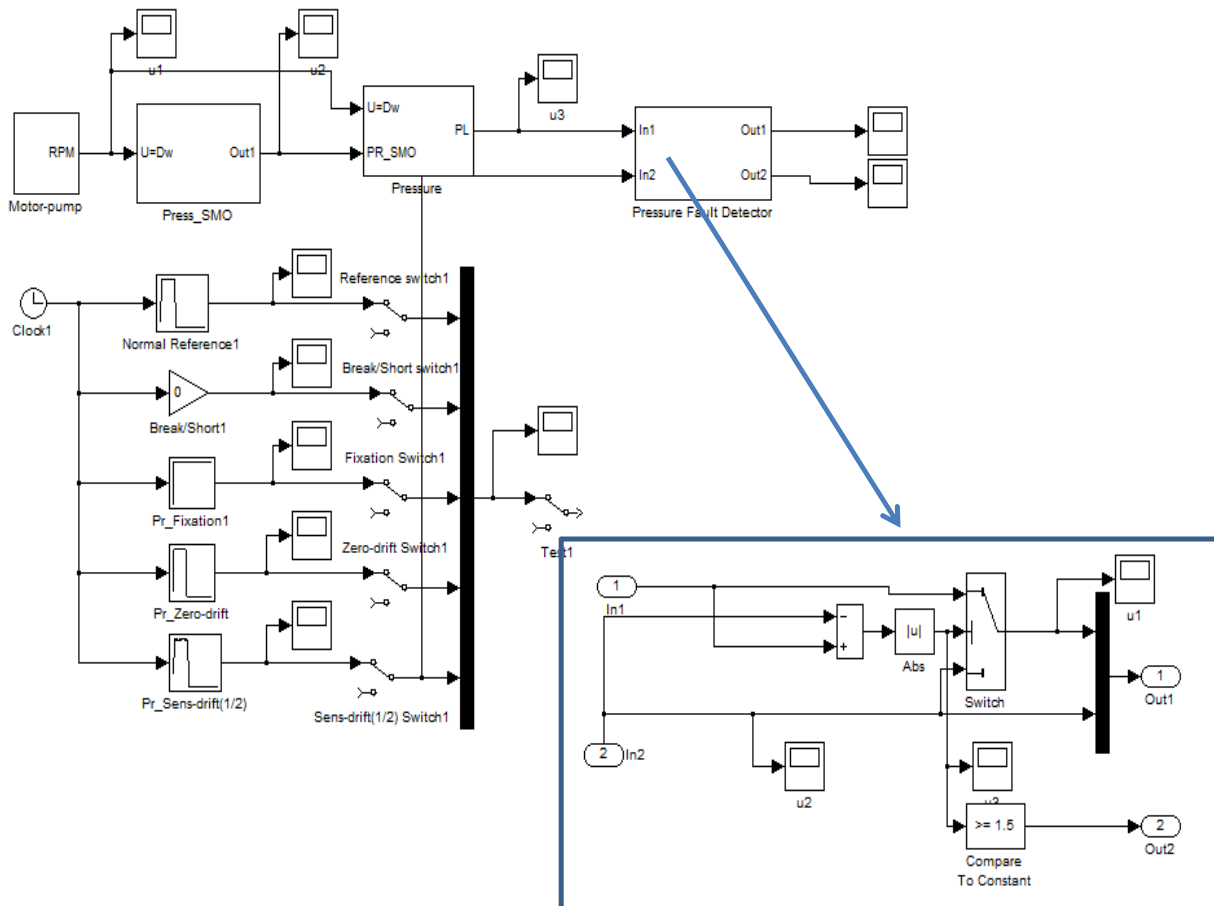 u1
u2
RPM
Motor-pump
U=Dw
Out1
Press_SMO
U=Dw
PR_SMO
PL
Pressure
u3
In1
In2
Out1
Out2
Pressure Fault Detector
Clock1
Normal Reference1
Reference switch1
0
Break/Short1
Break/Short switch1
Pr_Fixation1
Fixation Switch1
Pr_Zero-drift
Zero-drift Switch1
Pr_Sens-drift(1/2)
Sens-drift(1/2) Switch1
Test1
1
In1
2
In2
-
+
|u|
Abs
Switch
u1
1
Out1
u2
u3
>= 1.5
Compare
To Constant
2
Out2